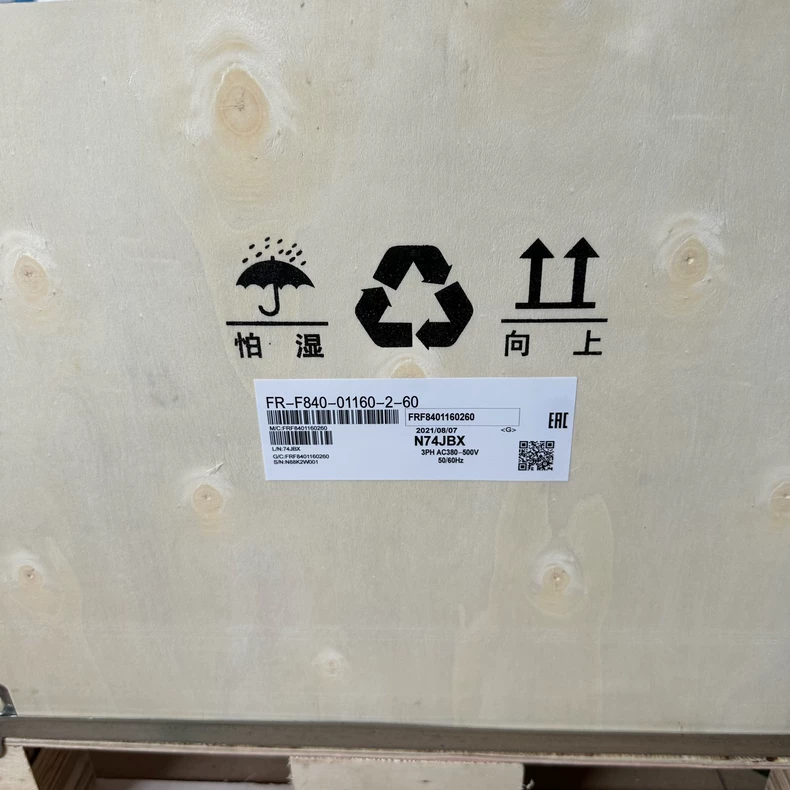 怕 湿
向 上
FR-F840-01160-2-60
FRF8401160260
EAC
M/C:FRF8401160260
2021/08/07
<G>
N74JBX
L/N:74JBX
3PH AC380-500V
G/C:FRF8401160260
50/60Hz
S/N:N88K2W001